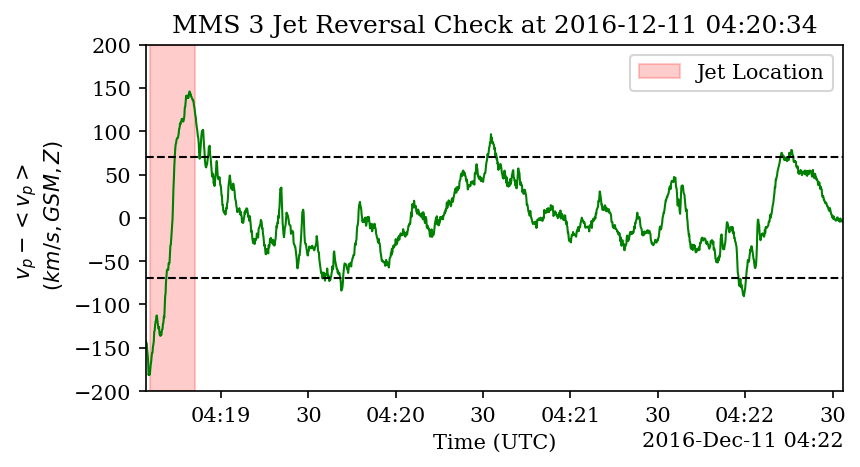 MMS 3 Jet Reversal Check at 2016-12-11 04:20:34
v_p − < v_p >
(km/s, GSM, Z)
200
150
100
50
0
−50
−100
−150
−200
Jet Location
04:19 30 04:20 30 04:21 30 04:22 30
Time (UTC)
2016-Dec-11 04:22